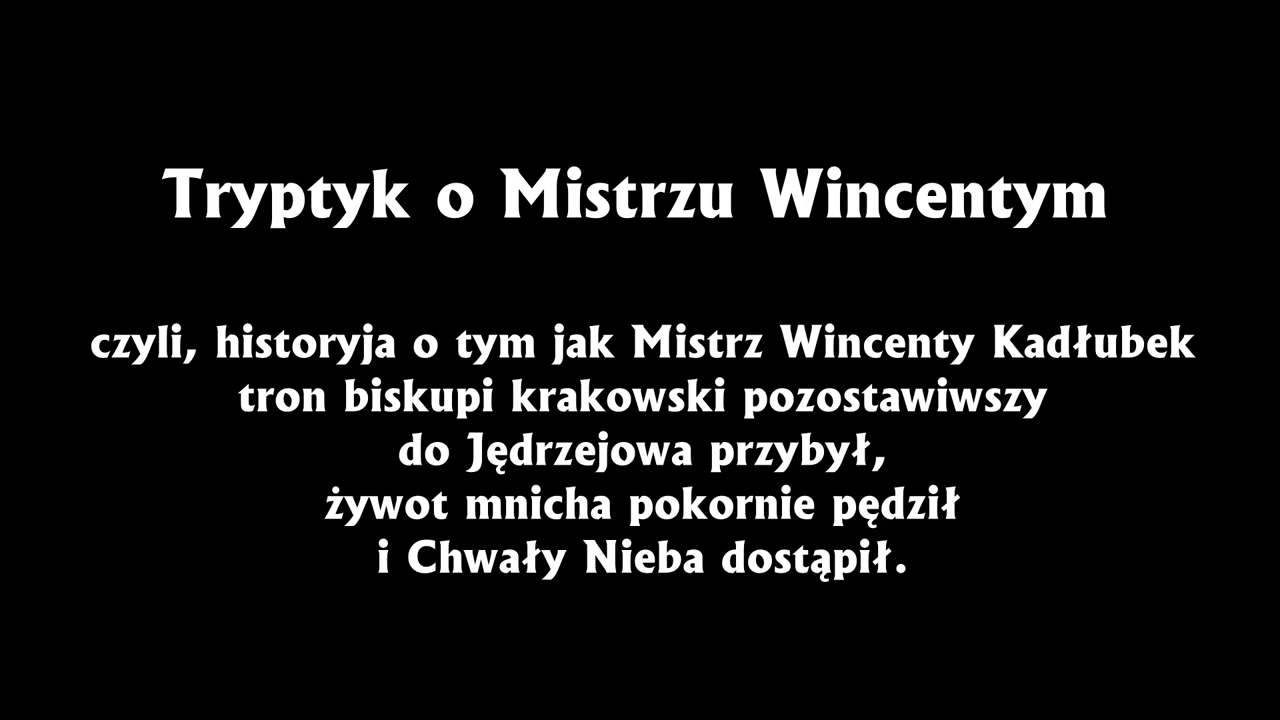 Tryptyk o Mistrzu Wincentym
czyli, historyja o tym jak Mistrz Wincenty Kadłubek
tron biskupi krakowski pozostawiwszy
do Jędrzejowa przybył,
żywot mnicha pokornie pędził
i Chwały Nieba dostąpił.